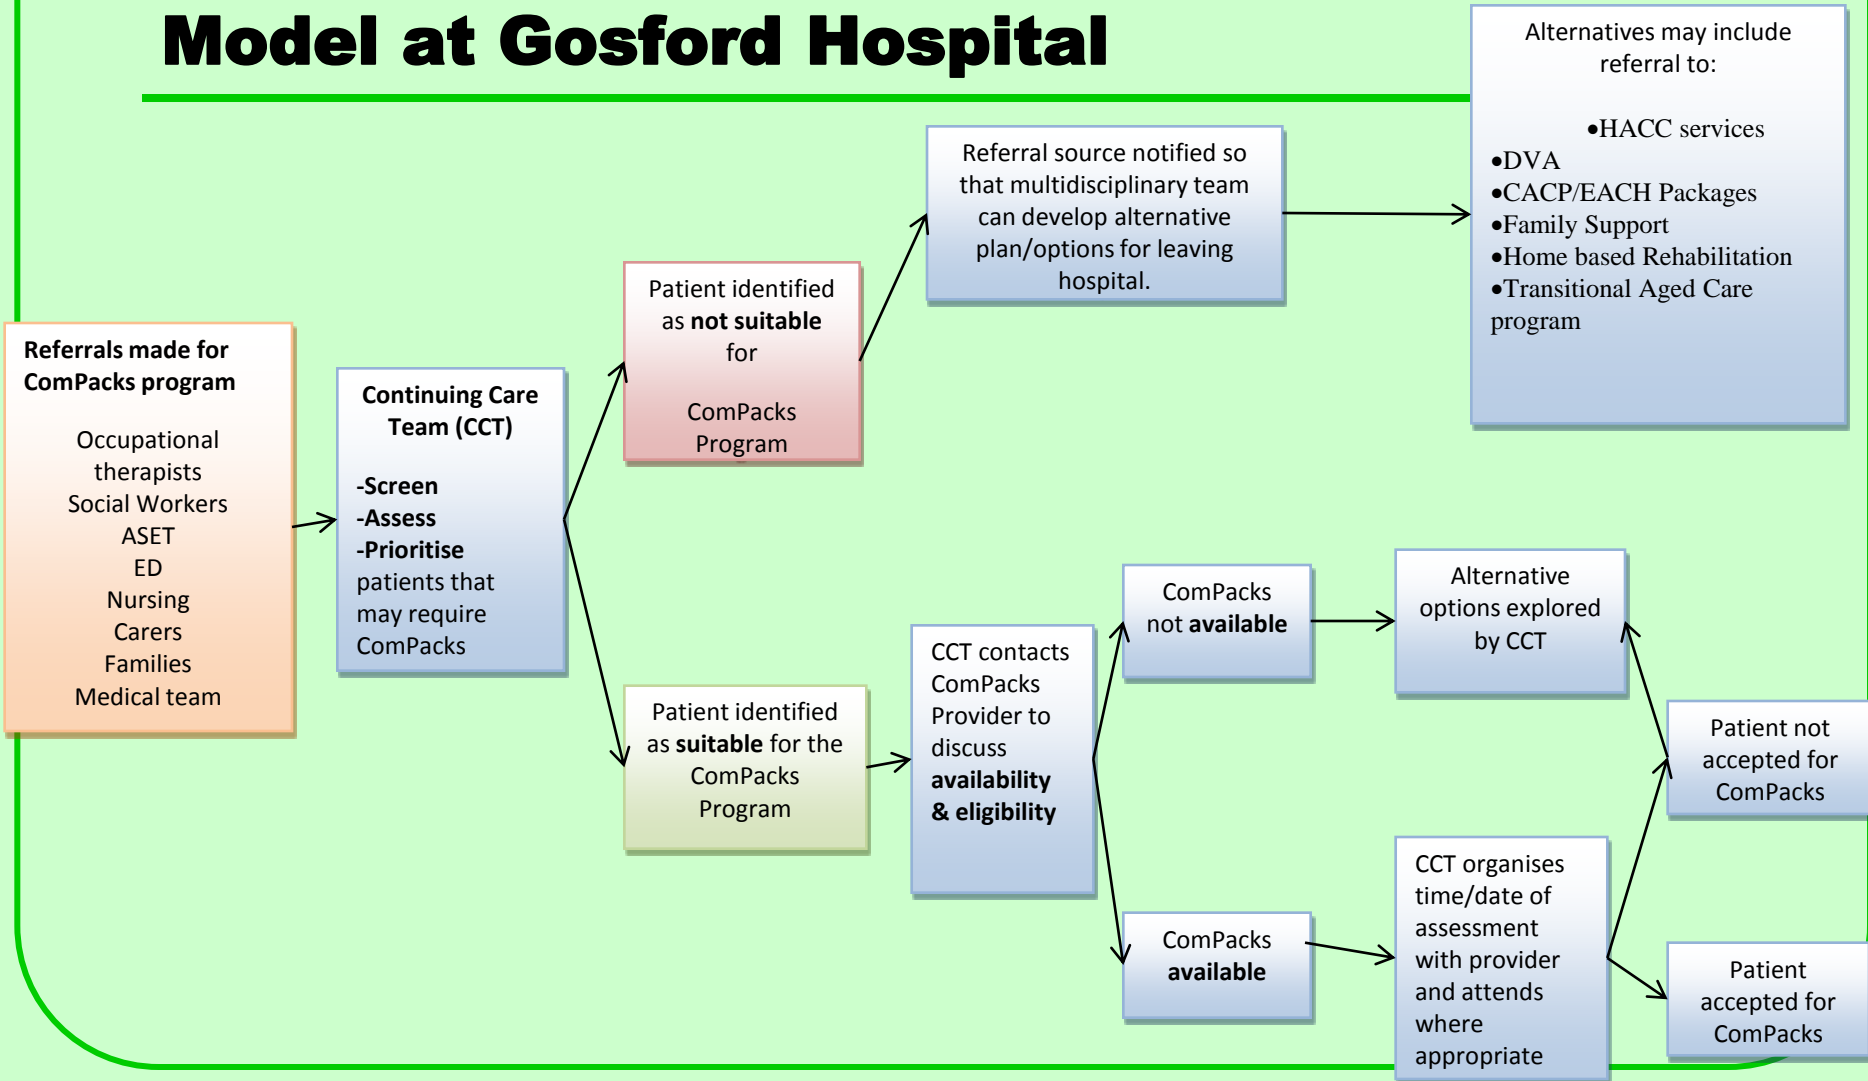 Model at Gosford Hospital
Alternatives may include
referral to:
•HACC services
•DVA
•CACP/EACH Packages
•Family Support
•Home based Rehabilitation
•Transitional Aged Care
program
Referral source notified so
that multidisciplinary team
can develop alternative
plan/options for leaving
hospital.
Patient identified
as not suitable
for
ComPacks
Program
Referrals made for
ComPacks program
Occupational
therapists
Social Workers
ASET
ED
Nursing
Carers
Families
Medical team
Continuing Care
Team (CCT)
-Screen
-Assess
-Prioritise
patients that
may require
ComPacks
Patient identified
as suitable for the
ComPacks
Program
CCT contacts
ComPacks
Provider to
discuss
availability
& eligibility
ComPacks
not available
Alternative
options explored
by CCT
ComPacks
available
CCT organises
time/date of
assessment
with provider
and attends
where
appropriate
Patient not
accepted for
ComPacks
Patient
accepted for
ComPacks